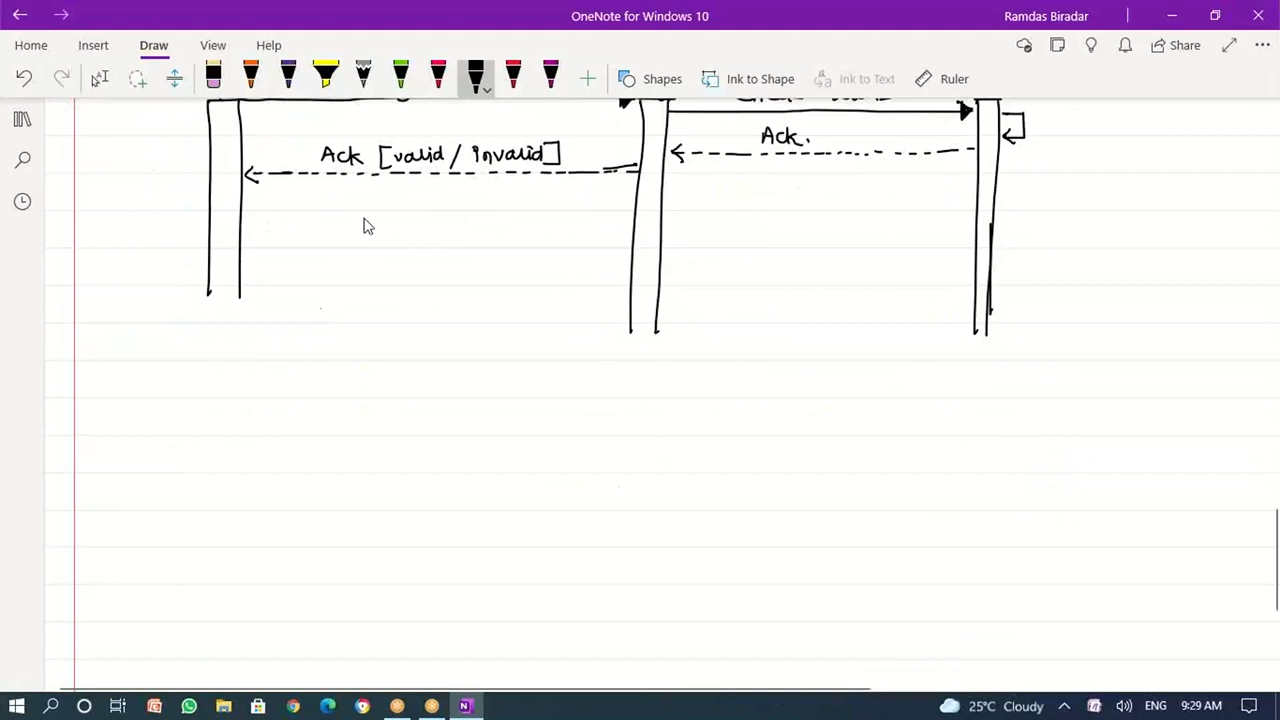 OneNote for Windows 10
Ramdas Biradar
Home Insert Draw View Help
Share
Shapes
Ink to Shape
Ink to Text
Ruler
Ack.
Ack [valid / invalid]
25°C Cloudy
ENG
9:29 AM